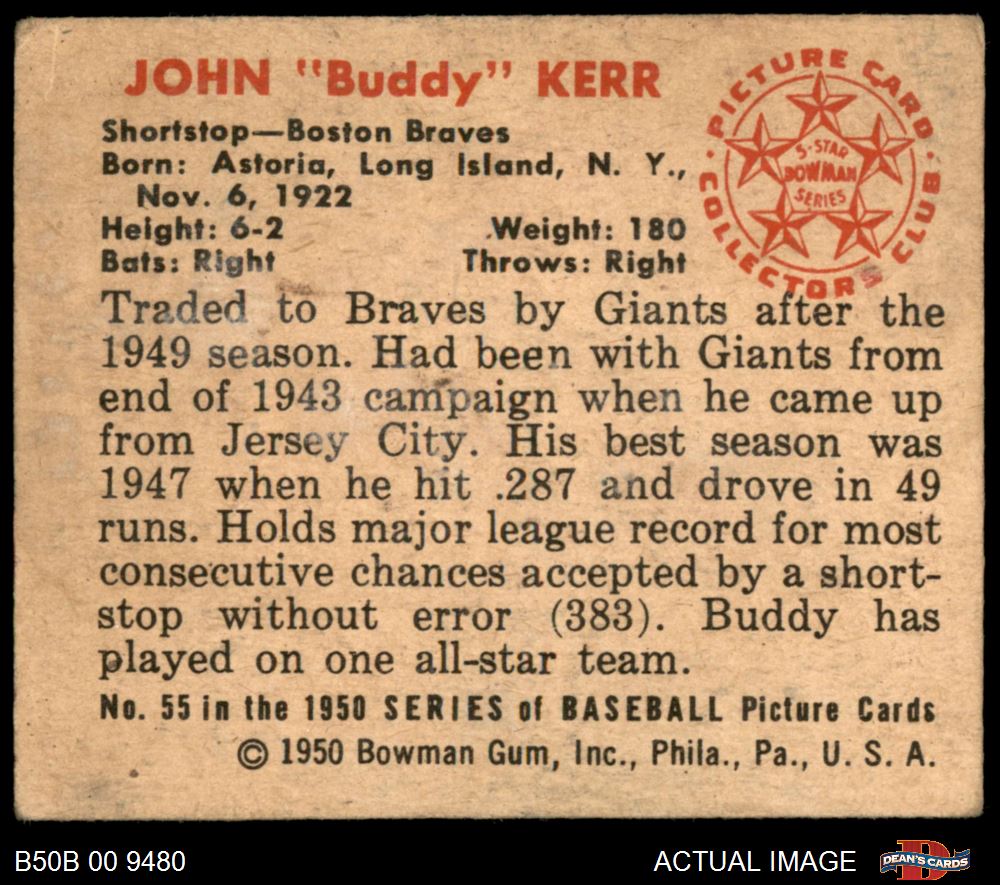 JOHN "Buddy" KERR
PICTURE CARD
COLLECTORS CLUB
5-STAR
BOWMAN
SERIES
Shortstop—Boston Braves
Born: Astoria, Long Island, N. Y.,
Nov. 6, 1922
Height: 6-2 Weight: 180
Bats: Right Throws: Right
Traded to Braves by Giants after the
1949 season. Had been with Giants from
end of 1943 campaign when he came up
from Jersey City. His best season was
1947 when he hit .287 and drove in 49
runs. Holds major league record for most
consecutive chances accepted by a short-
stop without error (383). Buddy has
played on one all-star team.
No. 55 in the 1950 SERIES of BASEBALL Picture Cards
© 1950 Bowman Gum, Inc., Phila., Pa., U. S. A.
B50B 00 9480 ACTUAL IMAGE
DEAN'S CARDS